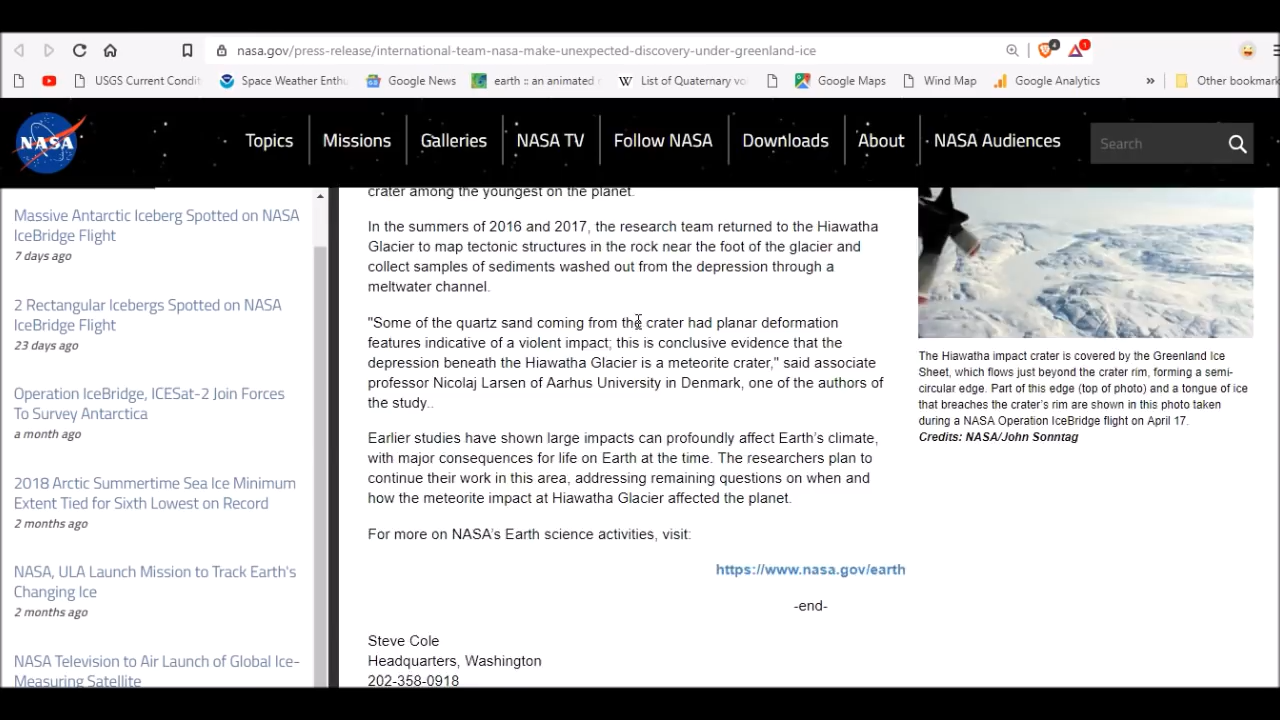 nasa.gov/press-release/international-team-nasa-make-unexpected-discovery-under-greenland-ice
4
1
USGS Current Condit
Space Weather Enthu
Google News
earth :: an animated
List of Quaternary vo
Google Maps
Wind Map
Google Analytics
»
Other bookmark
NASA
Topics
Missions
Galleries
NASA TV
Follow NASA
Downloads
About
NASA Audiences
Search
Massive Antarctic Iceberg Spotted on NASA
IceBridge Flight
7 days ago
2 Rectangular Icebergs Spotted on NASA
IceBridge Flight
23 days ago
Operation IceBridge, ICESat-2 Join Forces
To Survey Antarctica
a month ago
2018 Arctic Summertime Sea Ice Minimum
Extent Tied for Sixth Lowest on Record
2 months ago
NASA, ULA Launch Mission to Track Earth's
Changing Ice
2 months ago
NASA Television to Air Launch of Global Ice-
Measuring Satellite
crater among the youngest on the planet.
In the summers of 2016 and 2017, the research team returned to the Hiawatha
Glacier to map tectonic structures in the rock near the foot of the glacier and
collect samples of sediments washed out from the depression through a
meltwater channel.
"Some of the quartz sand coming from the crater had planar deformation
features indicative of a violent impact; this is conclusive evidence that the
depression beneath the Hiawatha Glacier is a meteorite crater," said associate
professor Nicolaj Larsen of Aarhus University in Denmark, one of the authors of
the study..
Earlier studies have shown large impacts can profoundly affect Earth's climate,
with major consequences for life on Earth at the time. The researchers plan to
continue their work in this area, addressing remaining questions on when and
how the meteorite impact at Hiawatha Glacier affected the planet.
For more on NASA's Earth science activities, visit:
https://www.nasa.gov/earth
-end-
Steve Cole
Headquarters, Washington
202-358-0918
The Hiawatha impact crater is covered by the Greenland Ice
Sheet, which flows just beyond the crater rim, forming a semi-
circular edge. Part of this edge (top of photo) and a tongue of ice
that breaches the crater's rim are shown in this photo taken
during a NASA Operation IceBridge flight on April 17.
Credits: NASA/John Sonntag